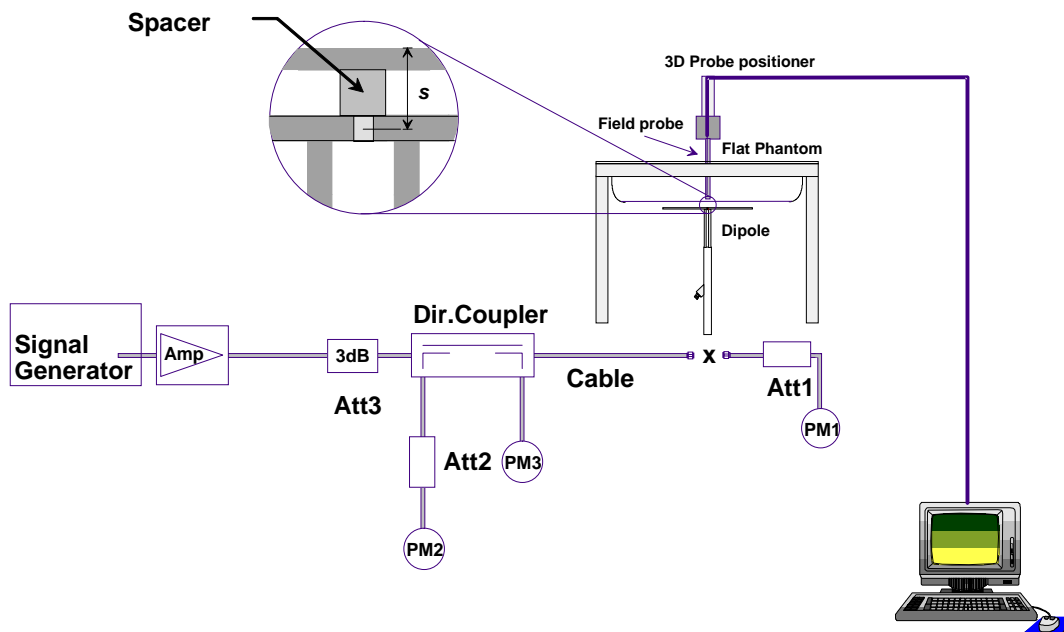 Spacer
s
3D Probe positioner
Field probe
Flat Phantom
Dipole
Dir.Coupler
Signal
Generator
Amp
3dB
Att3
Cable
x
Att1
PM1
Att2
PM3
PM2